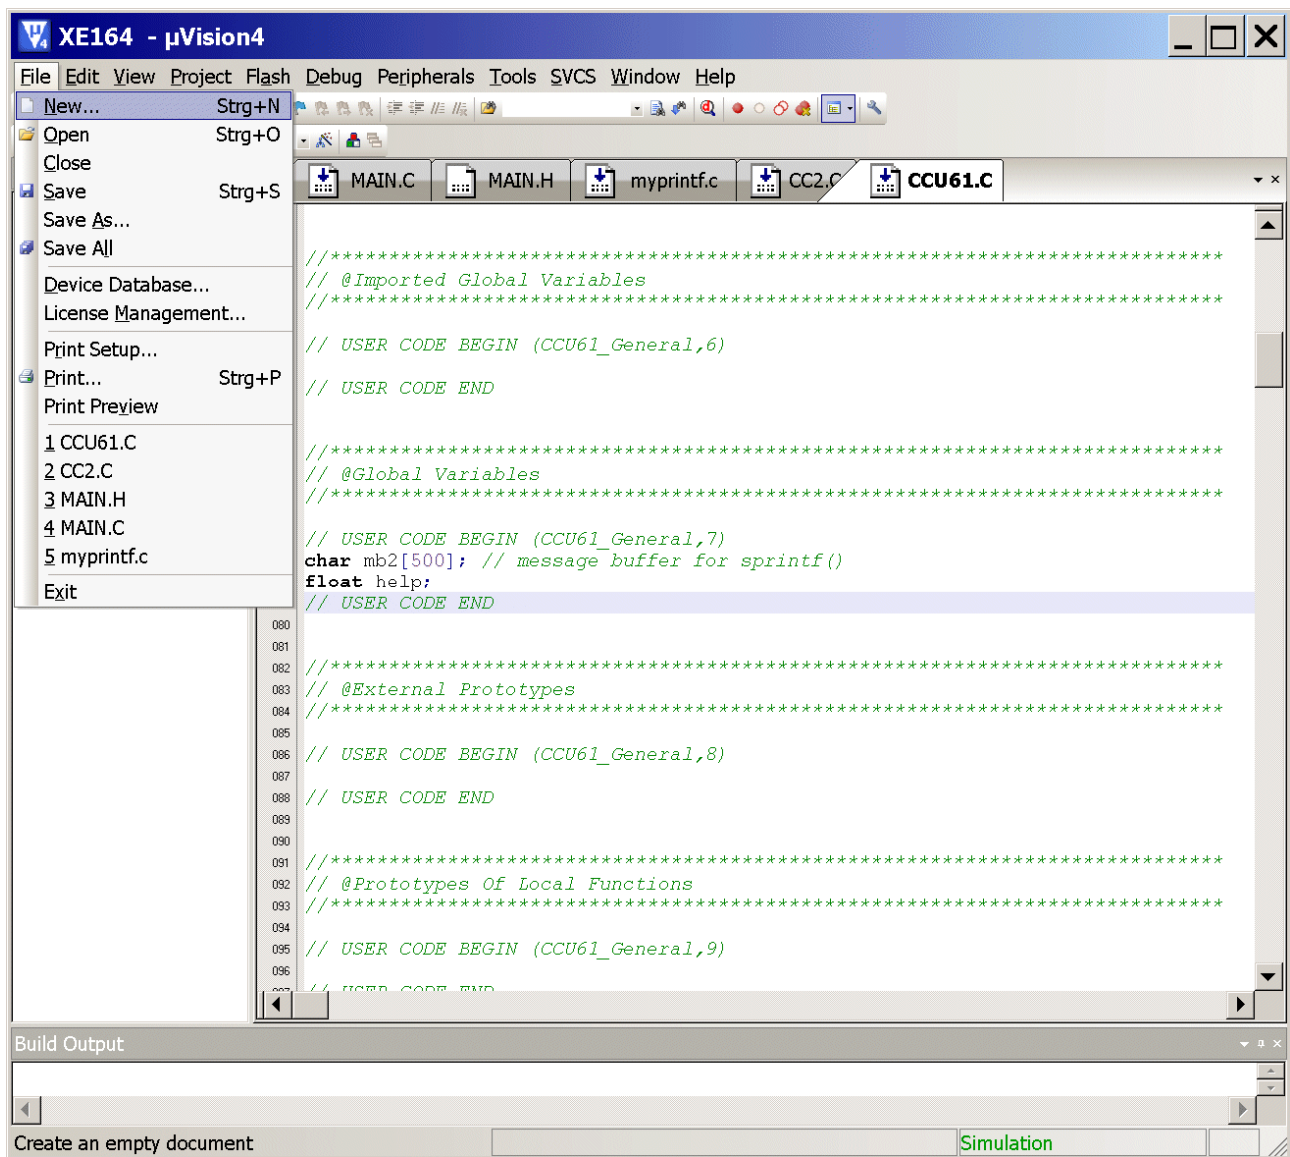 XE164 - µVision4
File Edit View Project Flash Debug Peripherals Tools SVCS Window Help
New... Strg+N
Open Strg+O
Close
Save Strg+S
Save As...
Save All
Device Database...
License Management...
Print Setup...
Print... Strg+P
Print Preview
1 CCU61.C
2 CC2.C
3 MAIN.H
4 MAIN.C
5 myprintf.c
Exit
MAIN.C MAIN.H myprintf.c CC2.C CCU61.C
//****************************************************************************
// @Imported Global Variables
//****************************************************************************
// USER CODE BEGIN (CCU61_General,6)
// USER CODE END
//****************************************************************************
// @Global Variables
//****************************************************************************
// USER CODE BEGIN (CCU61_General,7)
char mb2[500]; // message buffer for sprintf()
float help;
// USER CODE END
080
081
082 //****************************************************************************
083 // @External Prototypes
084 //****************************************************************************
085
086 // USER CODE BEGIN (CCU61_General,8)
087
088 // USER CODE END
089
090
091 //****************************************************************************
092 // @Prototypes Of Local Functions
093 //****************************************************************************
094
095 // USER CODE BEGIN (CCU61_General,9)
096
097 // USER CODE END
Build Output
Create an empty document
Simulation